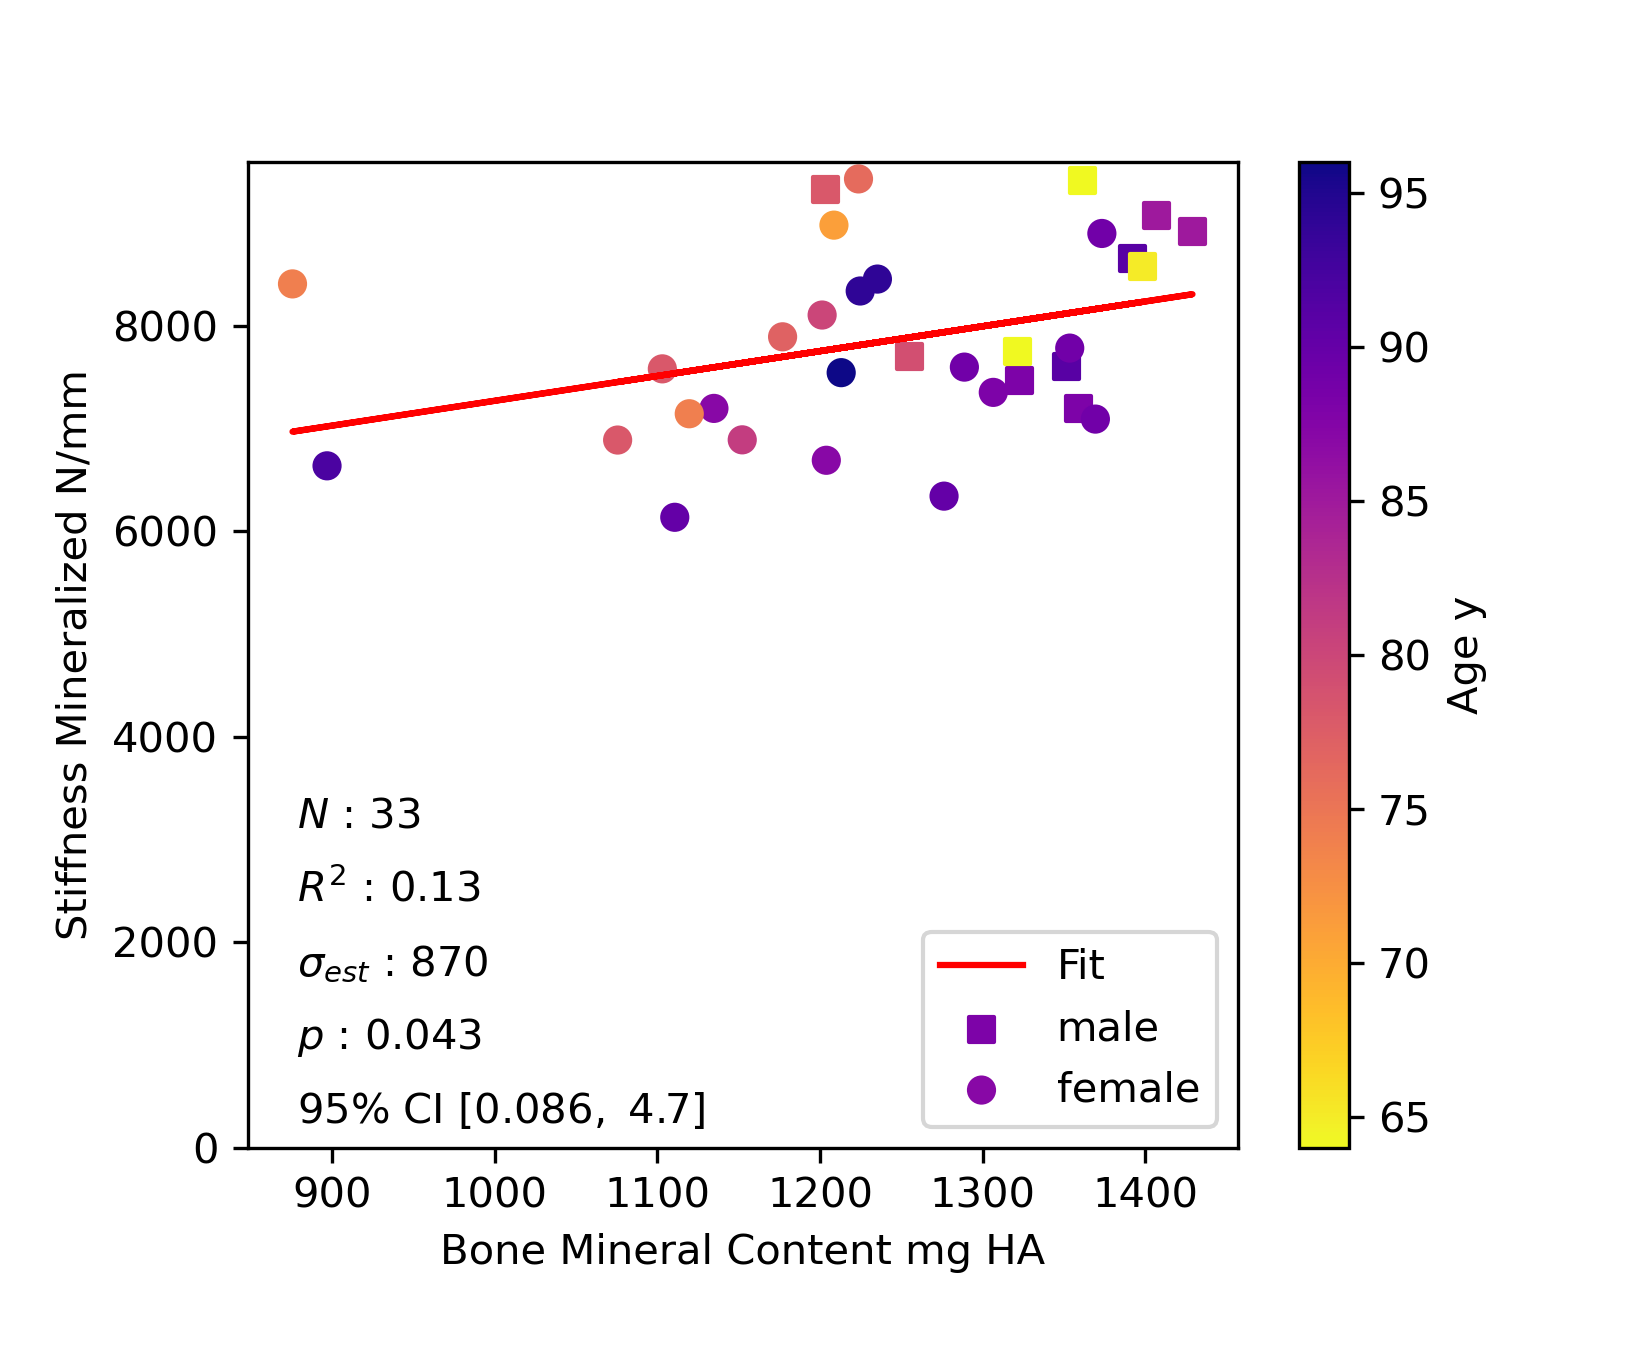 Stiffness Mineralized N/mm
8000
6000
4000
2000
0
N : 33
R² : 0.13
σest : 870
p : 0.043
95% CI [0.086, 4.7]
Fit
male
female
900 1000 1100 1200 1300 1400
Bone Mineral Content mg HA
95
90
85
80
75
70
65
Age y